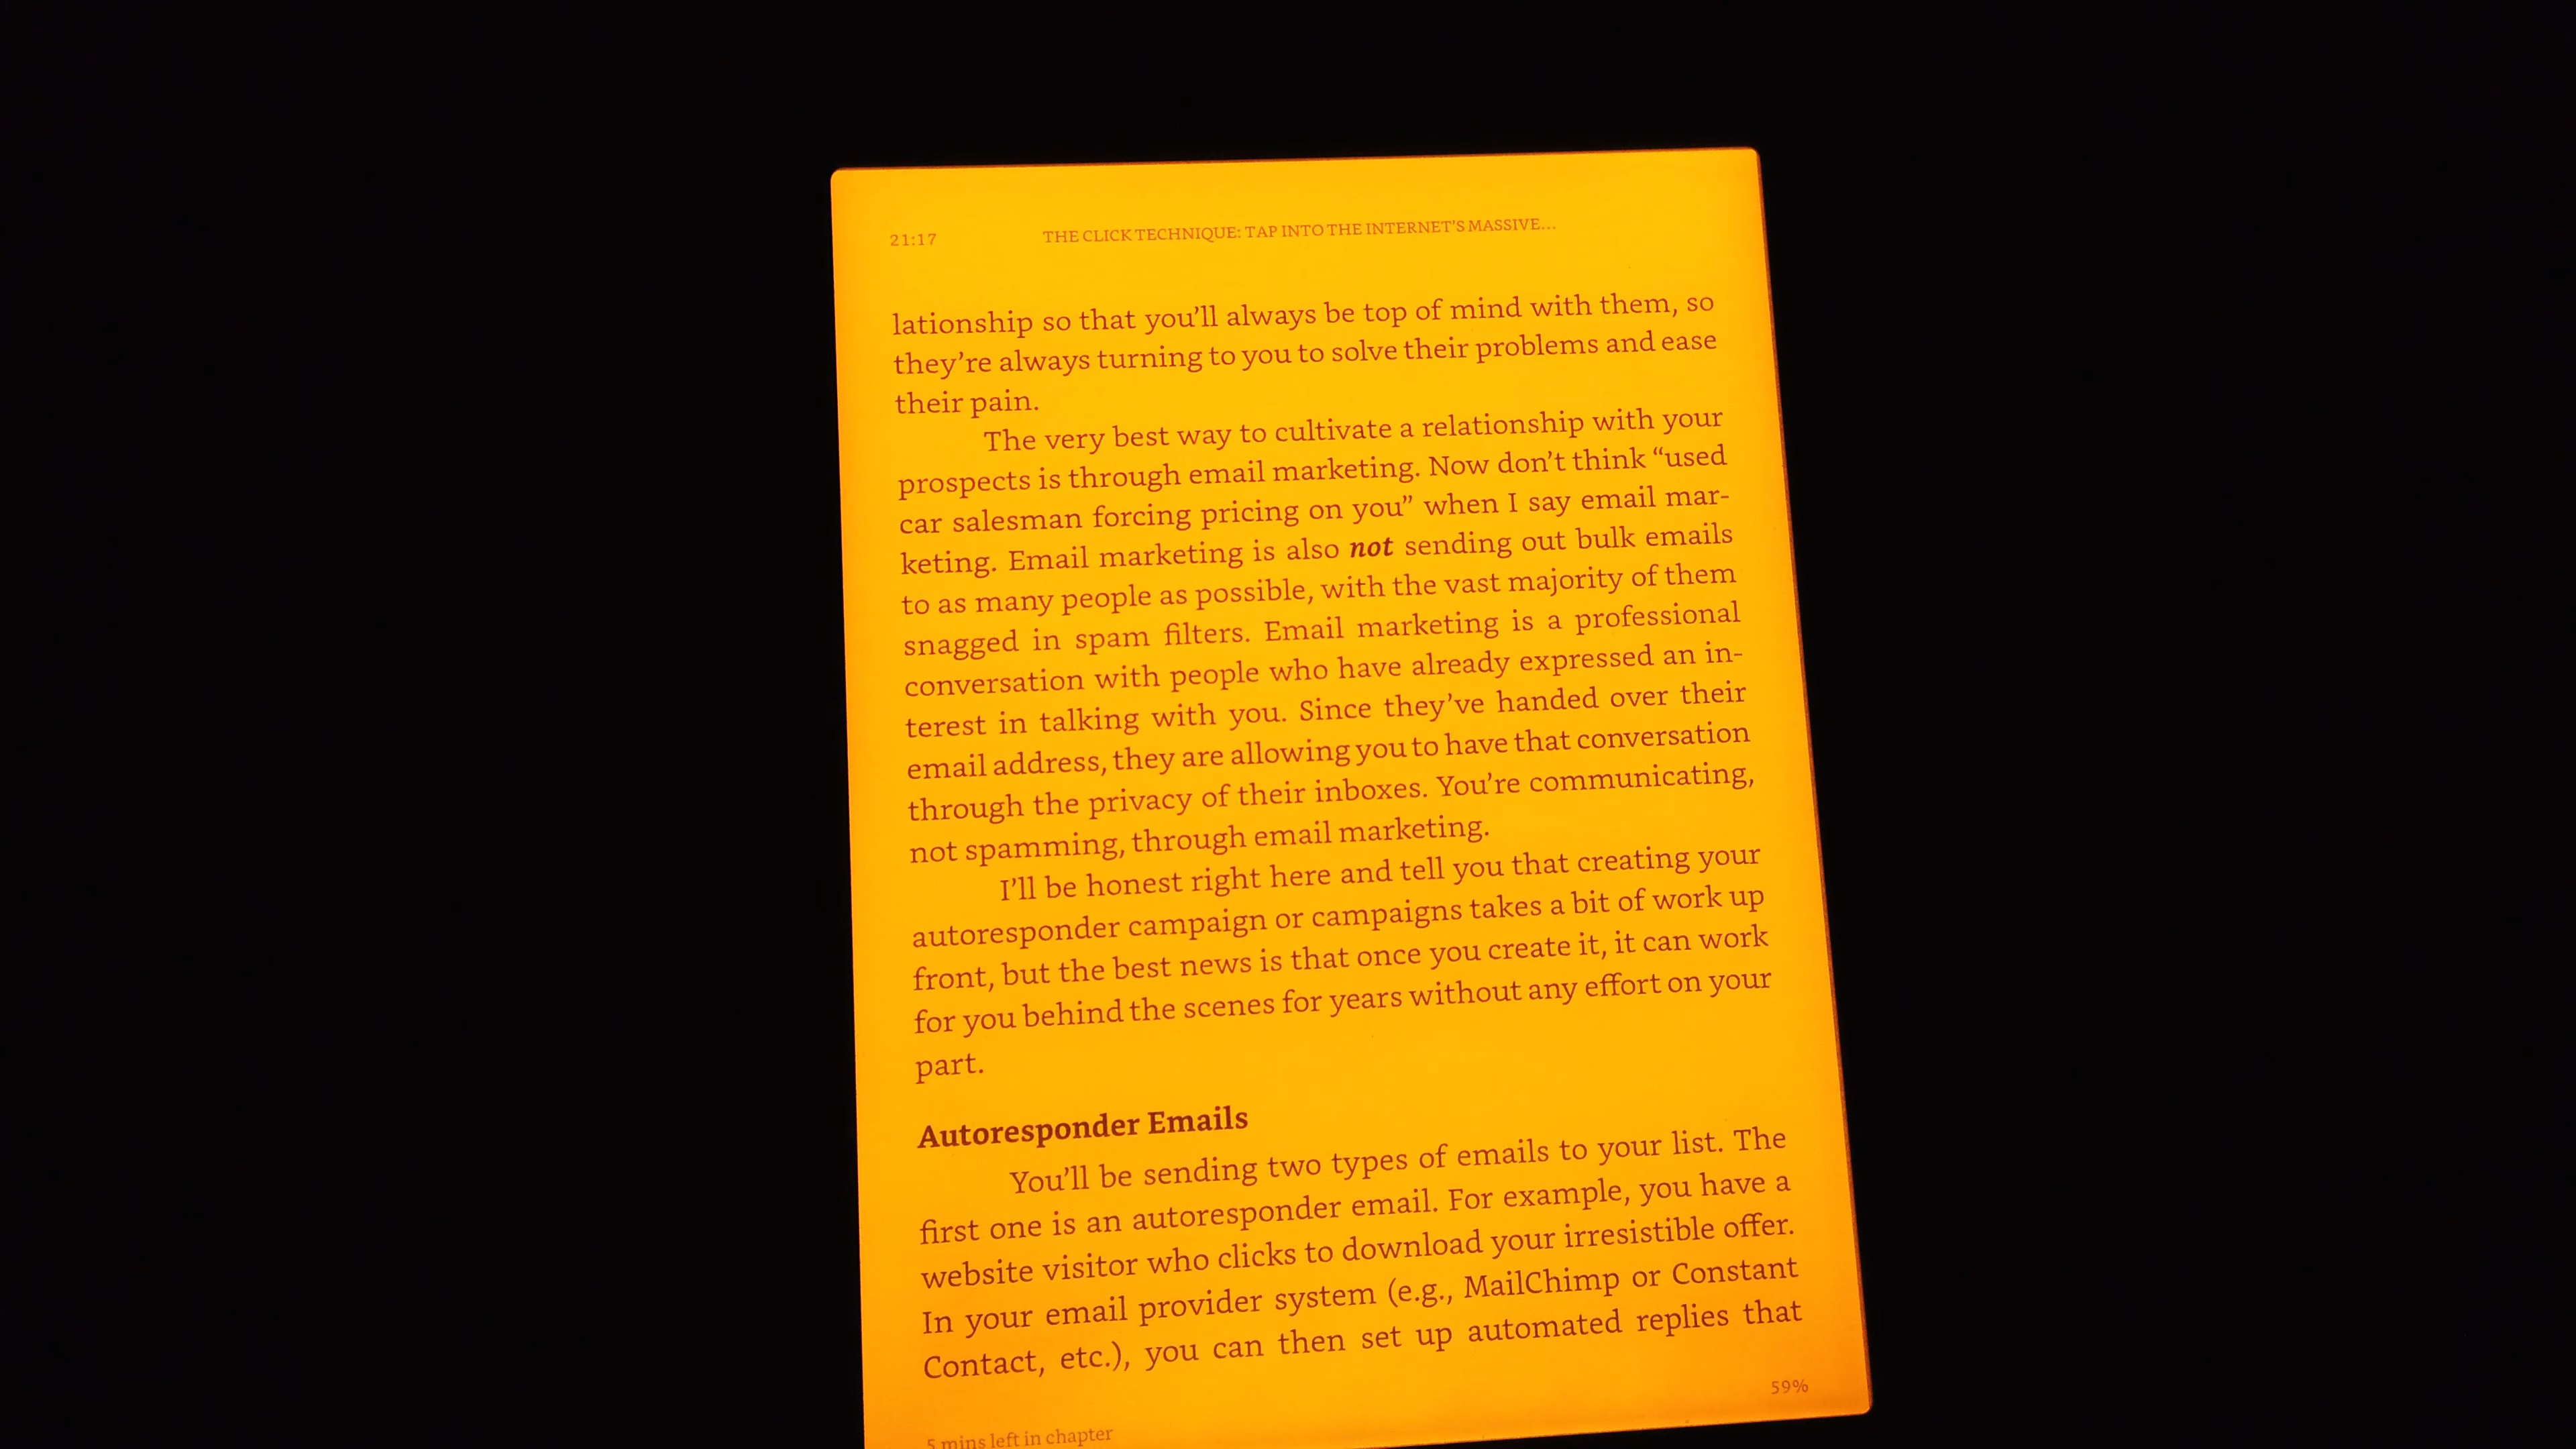 21:17
THE CLICK TECHNIQUE: TAP INTO THE INTERNET'S MASSIVE...
lationship so that you'll always be top of mind with them, so
they're always turning to you to solve their problems and ease
their pain.
The very best way to cultivate a relationship with your
prospects is through email marketing. Now don't think “used
car salesman forcing pricing on you” when I say email mar-
keting. Email marketing is also not sending out bulk emails
to as many people as possible, with the vast majority of them
snagged in spam filters. Email marketing is a professional
conversation with people who have already expressed an in-
terest in talking with you. Since they've handed over their
email address, they are allowing you to have that conversation
through the privacy of their inboxes. You're communicating,
not spamming, through email marketing.
I'll be honest right here and tell you that creating your
autoresponder campaign or campaigns takes a bit of work up
front, but the best news is that once you create it, it can work
for you behind the scenes for years without any effort on your
part.
Autoresponder Emails
You'll be sending two types of emails to your list. The
first one is an autoresponder email. For example, you have a
website visitor who clicks to download your irresistible offer.
In your email provider system (e.g., MailChimp or Constant
Contact, etc.), you can then set up automated replies that
59%
5 mins left in chapter